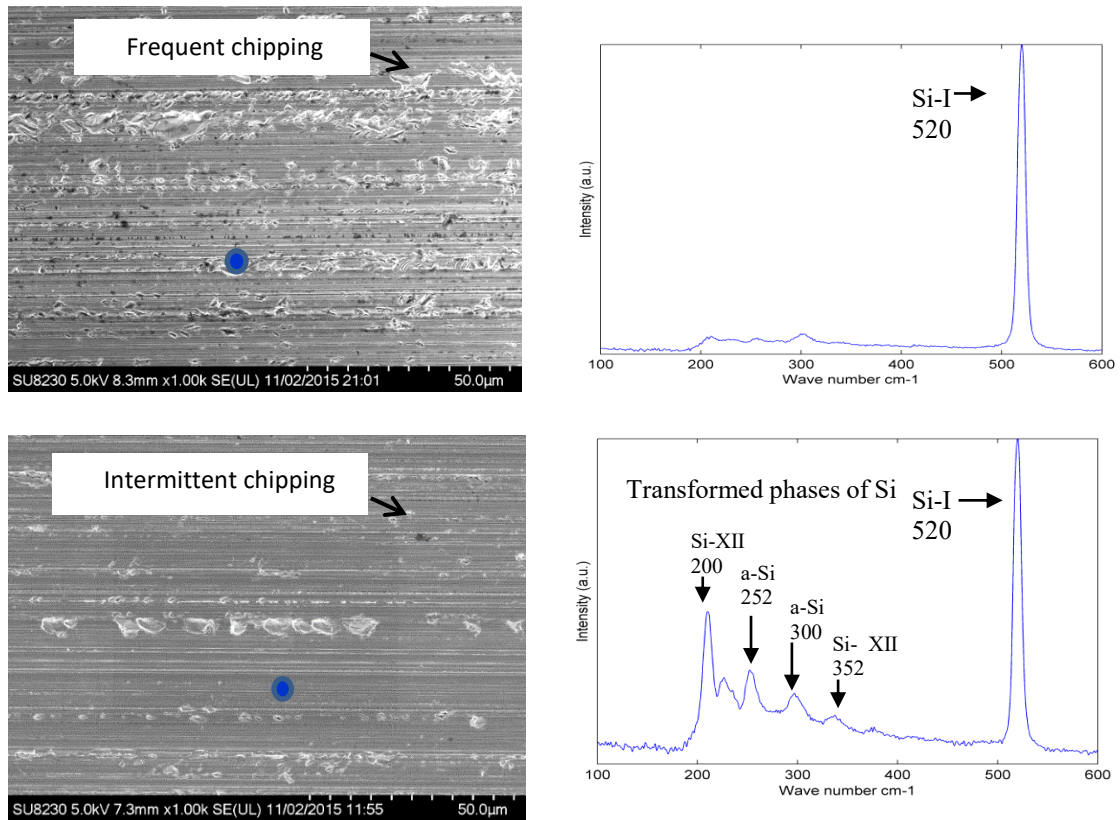 Frequent chipping
SU8230 5.0kV 8.3mm x1.00k SE(UL) 11/02/2015 21:01
50.0µm
Si-I
520
Intensity (a.u.)
100 200 300 400 500 600
Wave number cm-1
Intermittent chipping
SU8230 5.0kV 7.3mm x1.00k SE(UL) 11/02/2015 11:55
50.0µm
Transformed phases of Si
Si-I
520
Si-XII
200
a-Si
252
a-Si
300
Si- XII
352
Intensity (a.u.)
100 200 300 400 500 600
Wave number cm-1